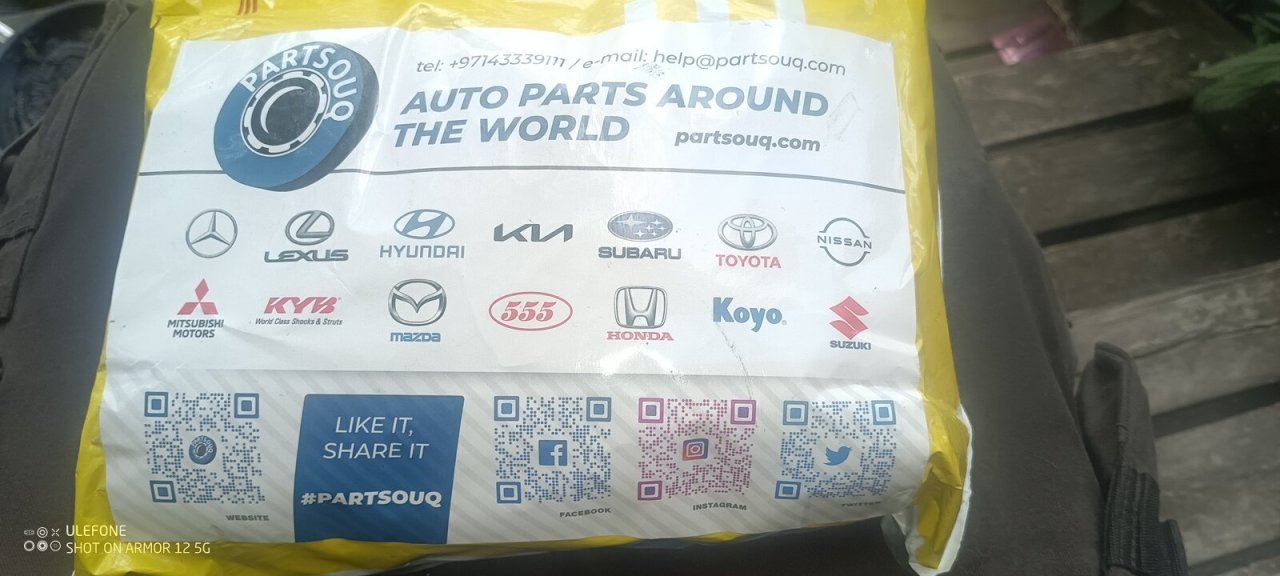 PARTSOUQ
tel: +97143339111 / e-mail: help@partsouq.com
AUTO PARTS AROUND
THE WORLD
partsouq.com
LEXUS
HYUNDAI
KIA
SUBARU
TOYOTA
NISSAN
MITSUBISHI
MOTORS
KYB
World Class Shocks & Struts
mazda
555
HONDA
Koyo
SUZUKI
LIKE IT,
SHARE IT
#PARTSOUQ
WEBSITE
FACEBOOK
INSTAGRAM
TWITTER
ULEFONE
SHOT ON ARMOR 12 5G